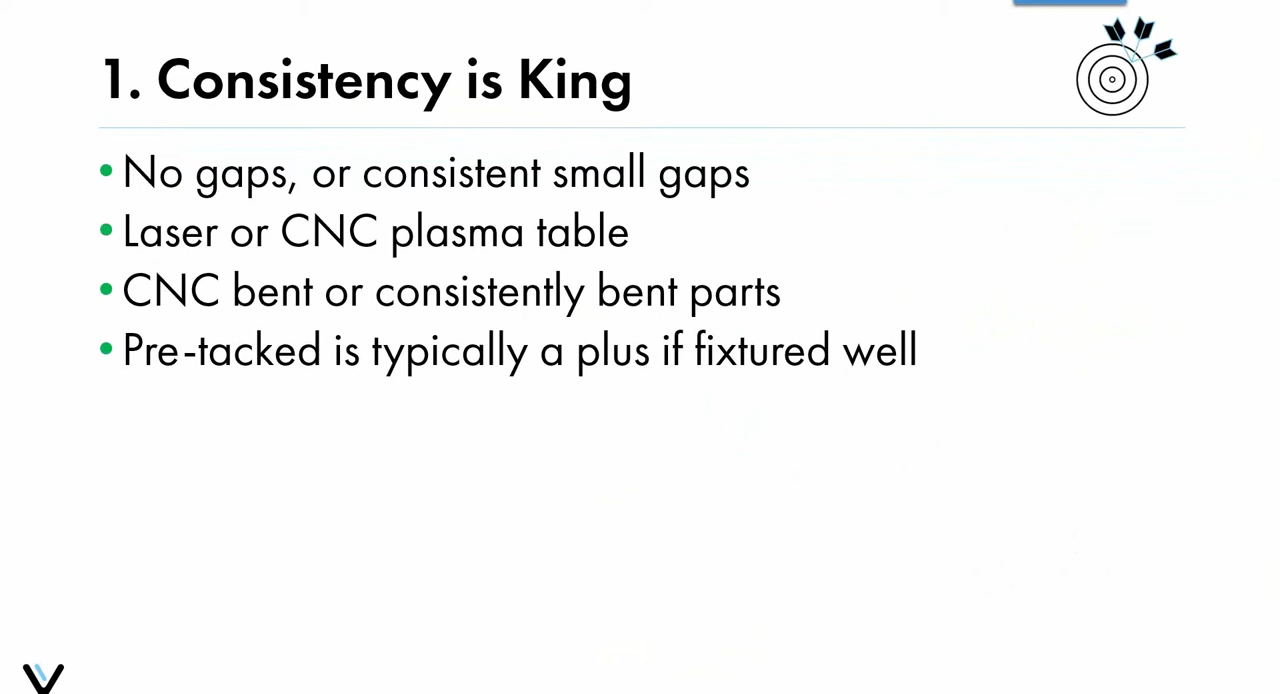 1. Consistency is King
• No gaps, or consistent small gaps
• Laser or CNC plasma table
• CNC bent or consistently bent parts
• Pre-tacked is typically a plus if fixtured well